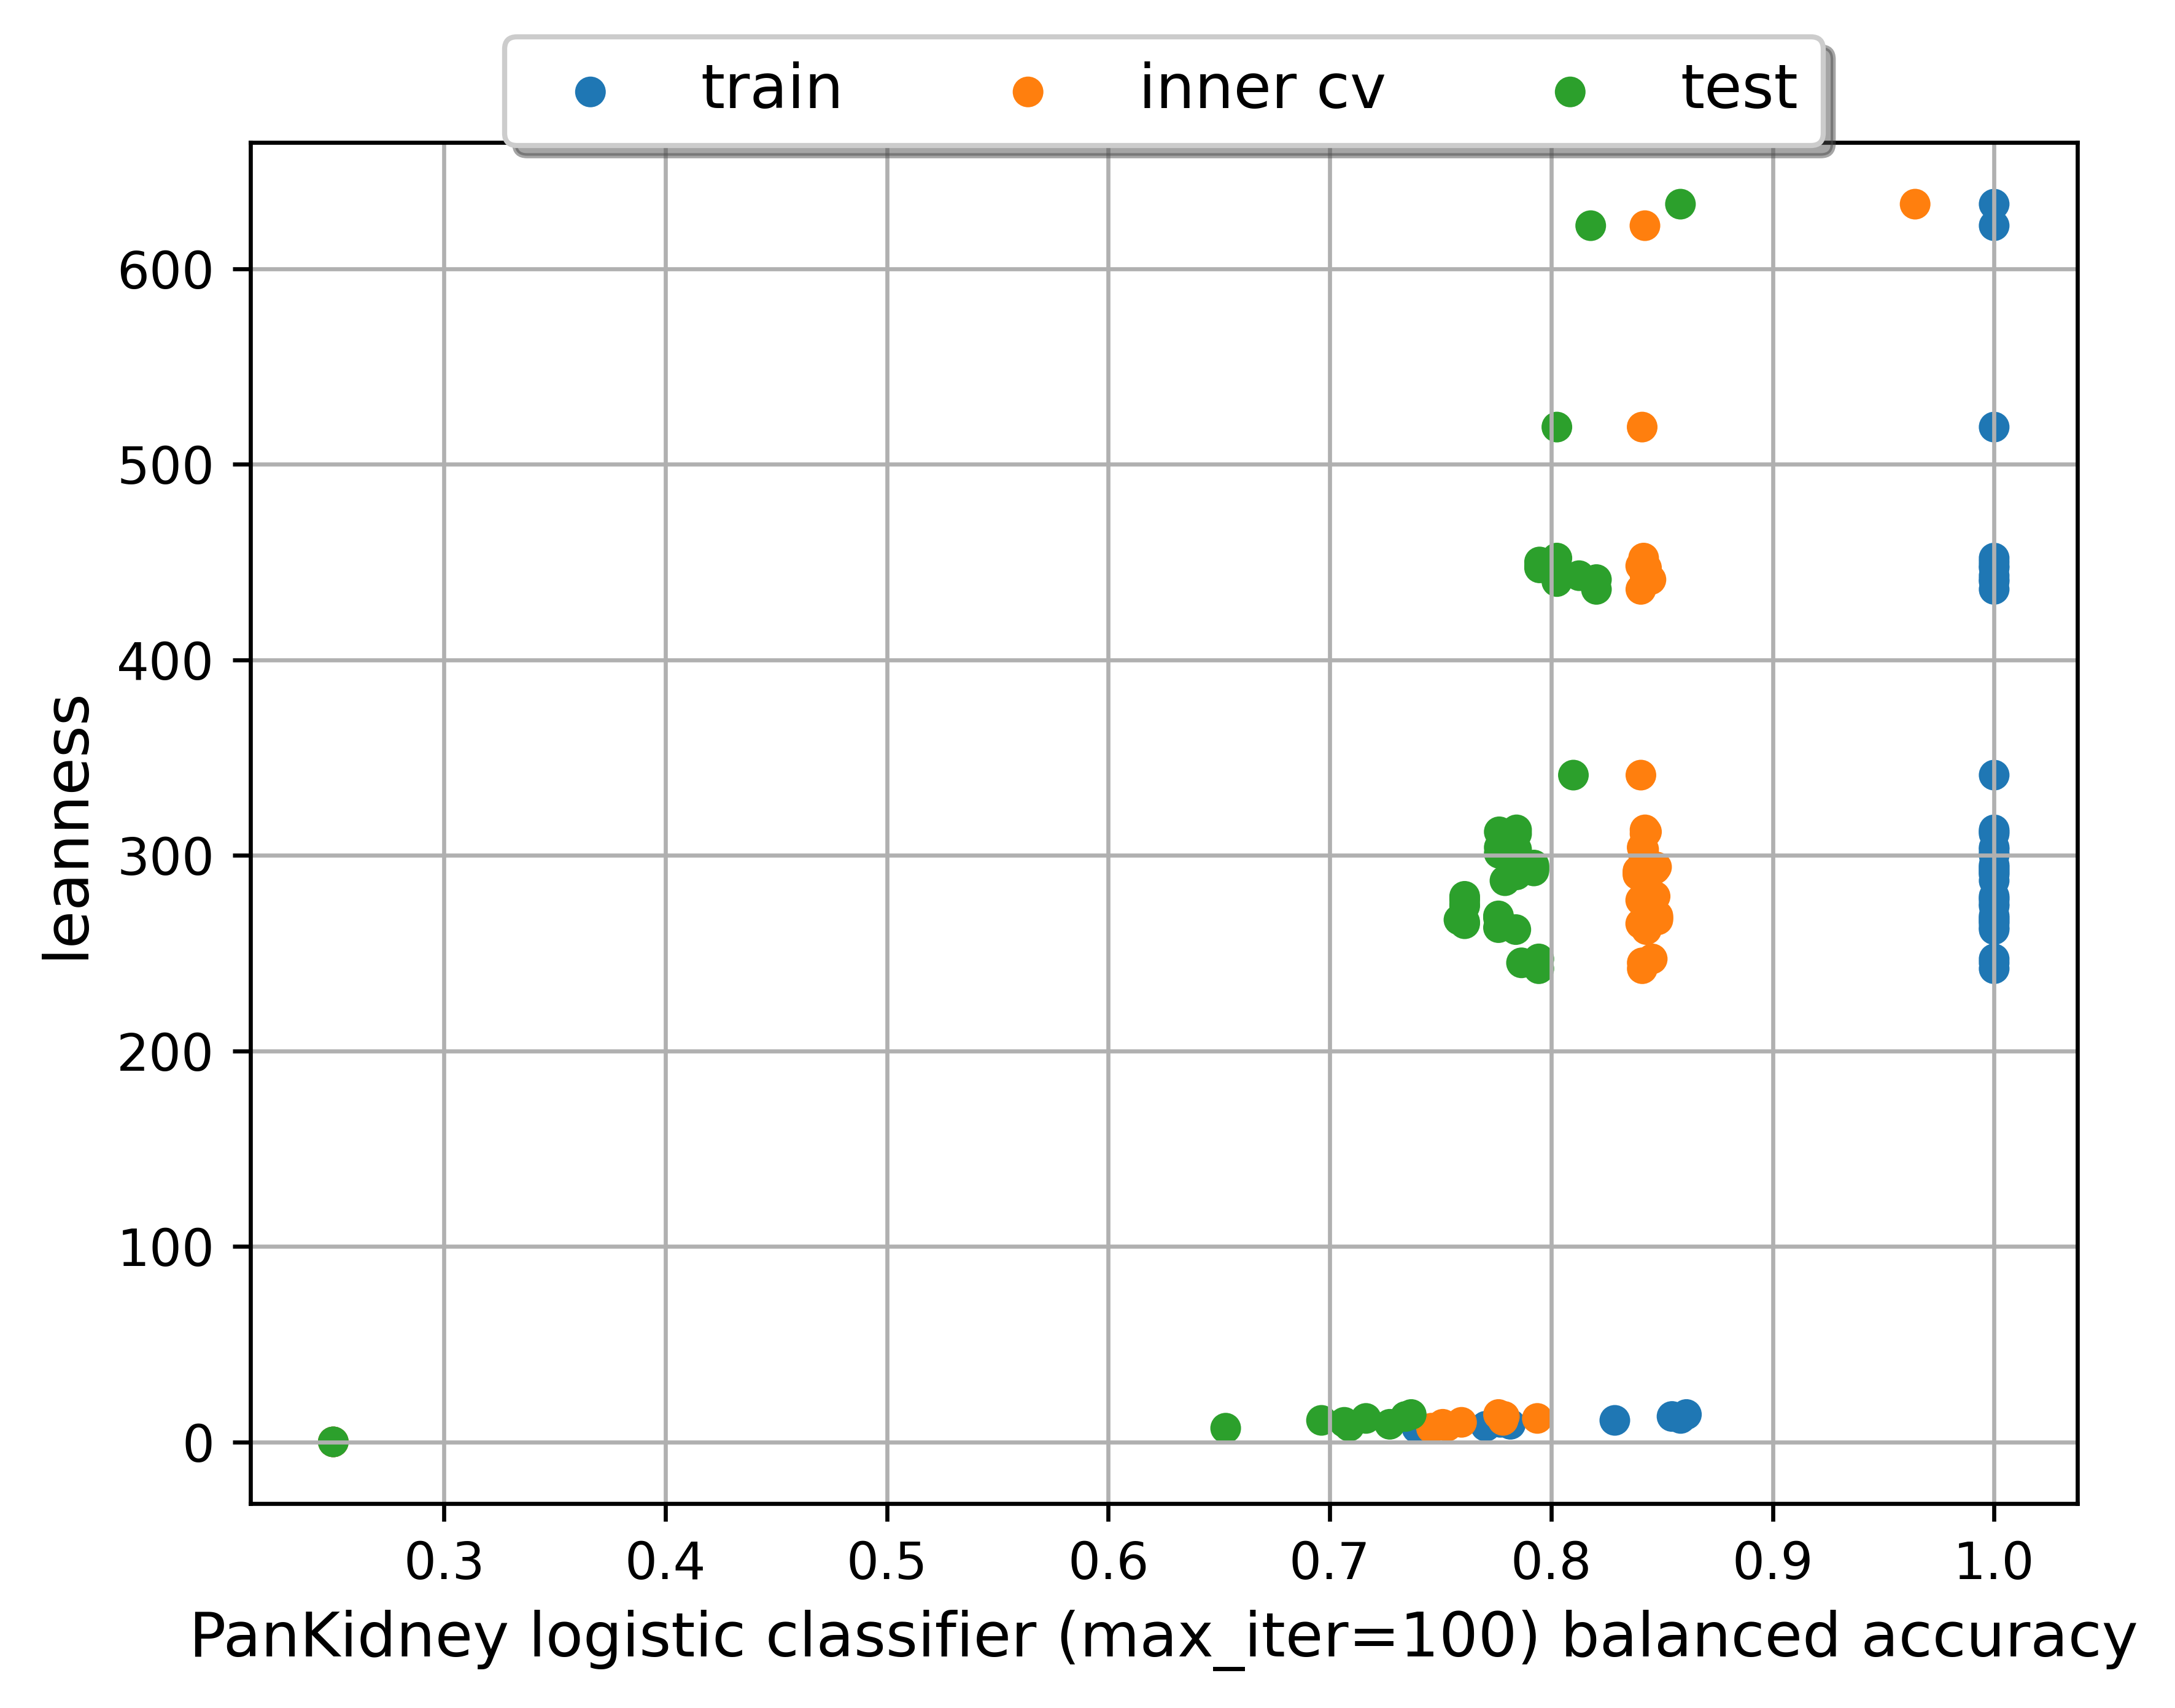 train inner cv test
600
500
400
300
200
100
0
leanness
0.3 0.4 0.5 0.6 0.7 0.8 0.9 1.0
PanKidney logistic classifier (max_iter=100) balanced accuracy